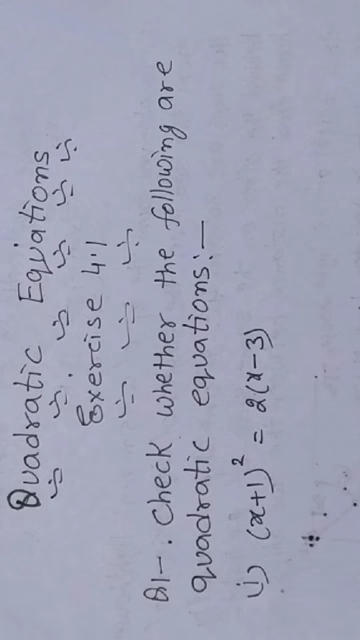 Quadratic Equations
Exercise 4.1
Q1-. Check whether the following are
quadratic equations:-
i) (x+1)² = 2(x-3)